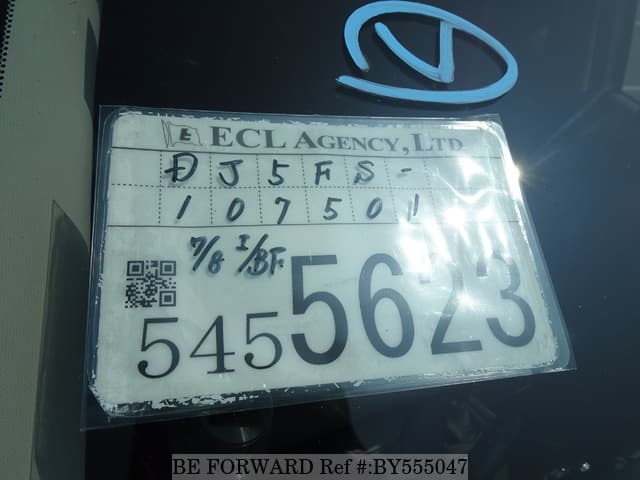 E ECL AGENCY, LTD
DJ5FS-
107501
7/8 I/BF
5455623
BE FORWARD Ref #:BY555047